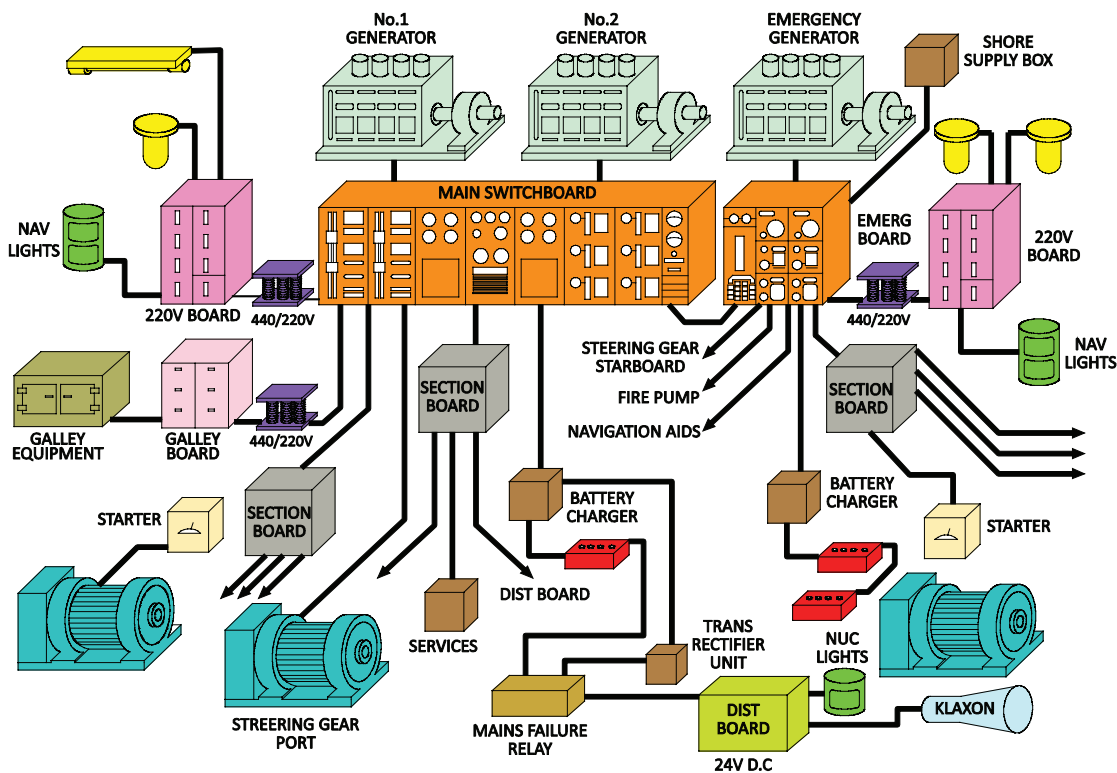 No.1
GENERATOR
No.2
GENERATOR
EMERGENCY
GENERATOR
SHORE
SUPPLY BOX
MAIN SWITCHBOARD
NAV
LIGHTS
EMERG
BOARD
220V
BOARD
220V BOARD
440/220V
440/220V
NAV
LIGHTS
STEERING GEAR
STARBOARD
FIRE PUMP
NAVIGATION AIDS
SECTION
BOARD
SECTION
BOARD
GALLEY
EQUIPMENT
GALLEY
BOARD
440/220V
SECTION
BOARD
BATTERY
CHARGER
BATTERY
CHARGER
STARTER
STARTER
DIST BOARD
SERVICES
TRANS
RECTIFIER
UNIT
NUC
LIGHTS
STREERING GEAR
PORT
MAINS FAILURE
RELAY
DIST
BOARD
KLAXON
24V D.C